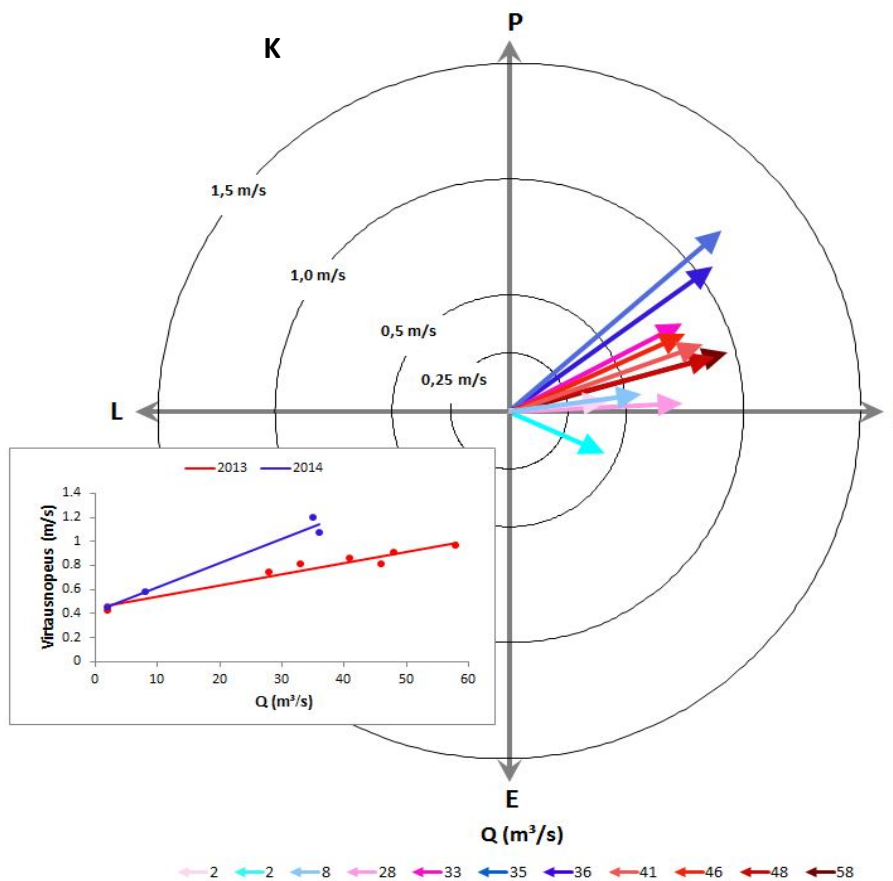 P
K
1,5 m/s
1,0 m/s
0,5 m/s
0,25 m/s
L
2013 2014
Virtausnopeus (m/s)
1.4
1.2
1
0.8
0.6
0.4
0.2
0
0 10 20 30 40 50 60
Q (m³/s)
E
Q (m³/s)
2 2 8 28 33 35 36 41 46 48 58